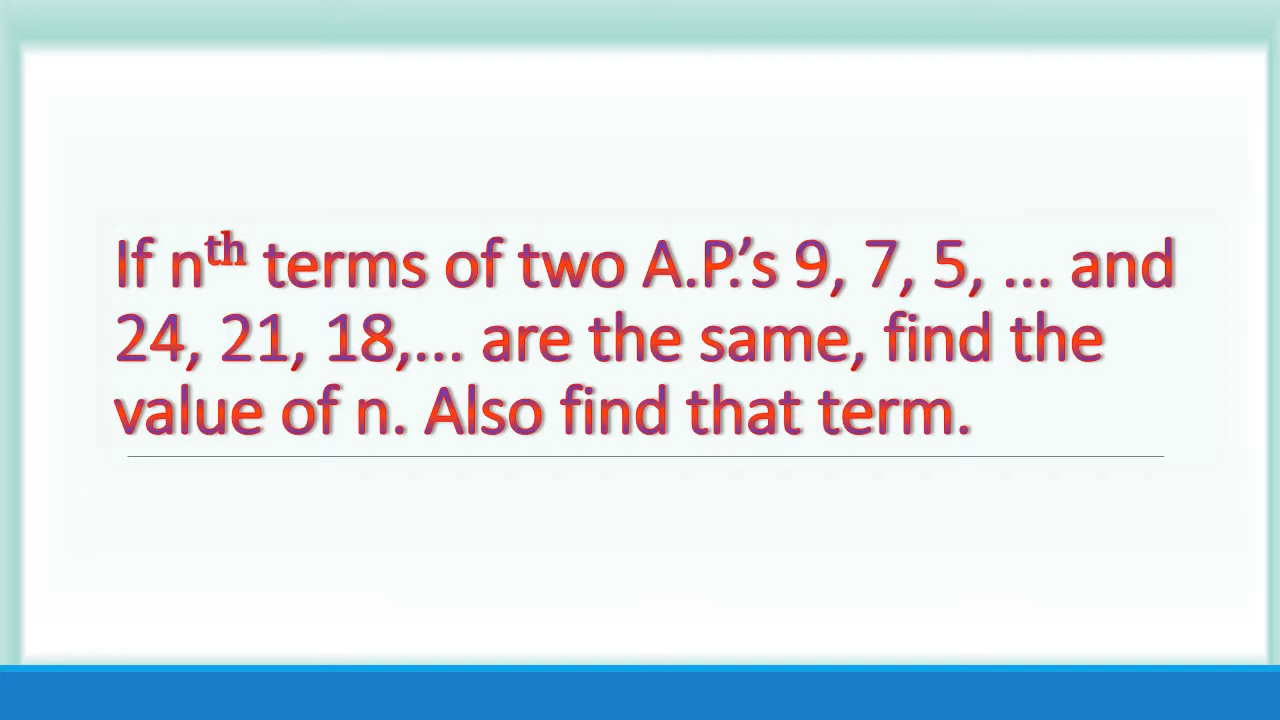 If nᵗʰ terms of two A.P.’s 9, 7, 5, … and
24, 21, 18,… are the same, find the
value of n. Also find that term.